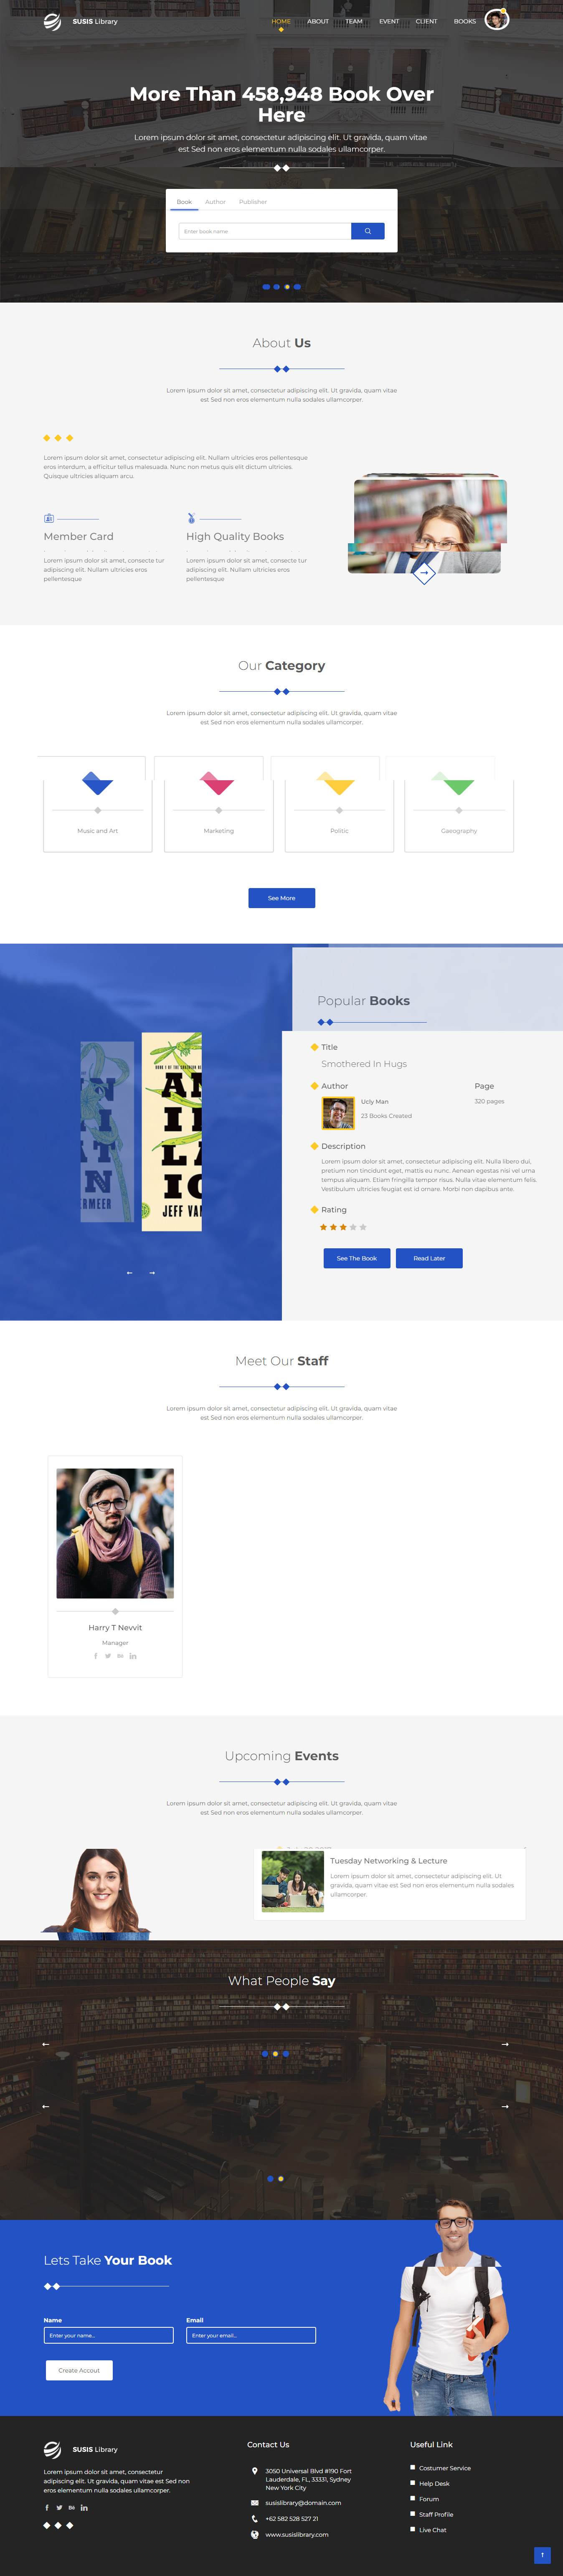 SUSIS Library
HOME
ABOUT
TEAM
EVENT
CLIENT
BOOKS
More Than 458,948 Book Over
Here
Lorem ipsum dolor sit amet, consectetur adipiscing elit. Ut gravida, quam vitae
est Sed non eros elementum nulla sodales ullamcorper.
Book
Author
Publisher
Enter book name
About Us
Lorem ipsum dolor sit amet, consectetur adipiscing elit. Ut gravida, quam vitae
est Sed non eros elementum nulla sodales ullamcorper.
Lorem ipsum dolor sit amet, consectetur adipiscing elit. Nullam ultricies eros pellentesque
eros interdum, a efficitur tellus malesuada. Nunc non metus quis elit dictum ultricies.
Quisque ultricies aliquam arcu.
Member Card
Lorem ipsum dolor sit amet, consecte tur
adipiscing elit. Nullam utricies eros
pellentesque
High Quality Books
Lorem ipsum dolor sit amet, consecte tur
adipiscing elit. Nullam utricies eros
pellentesque.
Our Category
Lorem ipsum dolor sit amet, consectetur adipiscing elit. Ut gravida, quam vitae
est Sed non eros elementum nulla sodales ullamcorper.
Music and Art
Marketing
Politic
Gaeography
See More
Popular Books
Title
Smothered In Hugs
Author
Page
Ucly Man
23 Books Created
320 pages
Description
Lorem ipsum dolor sit amet, consectetur adipiscing elit. Nulla libero dui,
pretium non tincidunt eget, mattis eu nunc. Aenean egestas nisi vel urna
tempus aliquam. Etiam fringilla tempor risus. Nulla vitae elementum felis.
Vestibulum ultricies feugiat est id ornare. Morbi non dapibus ante.
Rating
See The Book
Read Later
JEFF VAN
ERMEER
Meet Our Staff
Lorem ipsum dolor sit amet, consectetur adipiscing elit. Ut gravida, quam vitae
est Sed non eros elementum nulla sodales ullamcorper.
Harry T Nevvit
Manager
Upcoming Events
Lorem ipsum dolor sit amet, consectetur adipiscing elit. Ut gravida, quam vitae
est Sed non eros elementum nulla sodales ullamcorper.
Tuesday Networking & Lecture
Lorem ipsum dolor sit amet, consectetur adipiscing elit. Ut
gravida, quam vitae est Sed non eros elementum nulla sodales
ullamcorper.
What People Say
Lets Take Your Book
Name
Email
Enter your name...
Enter your email...
Create Accout
SUSIS Library
Lorem ipsum dolor sit amet, consectetur
adipiscing elit. Ut gravida, quam vitae est
Sed non eros elementum nulla sodales
ullamcorper.
Contact Us
3050 Universal Blvd #190 Fort
Lauderdale, FL, 33331, Sydney
New York City
susislibrary@domain.com
+62 582 528 527 21
www.susislibrary.com
Useful Link
Costumer Service
Help Desk
Forum
Staff Profile
Live Chat